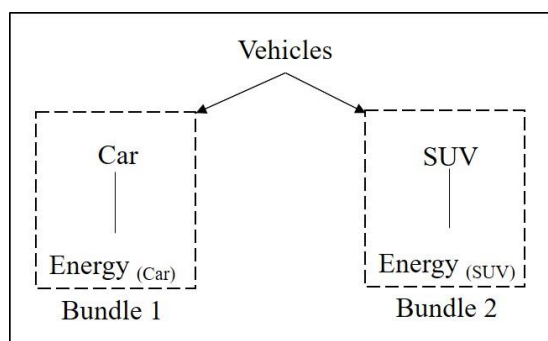 Vehicles
Car
SUV
Energy (Car)
Energy (SUV)
Bundle 1
Bundle 2